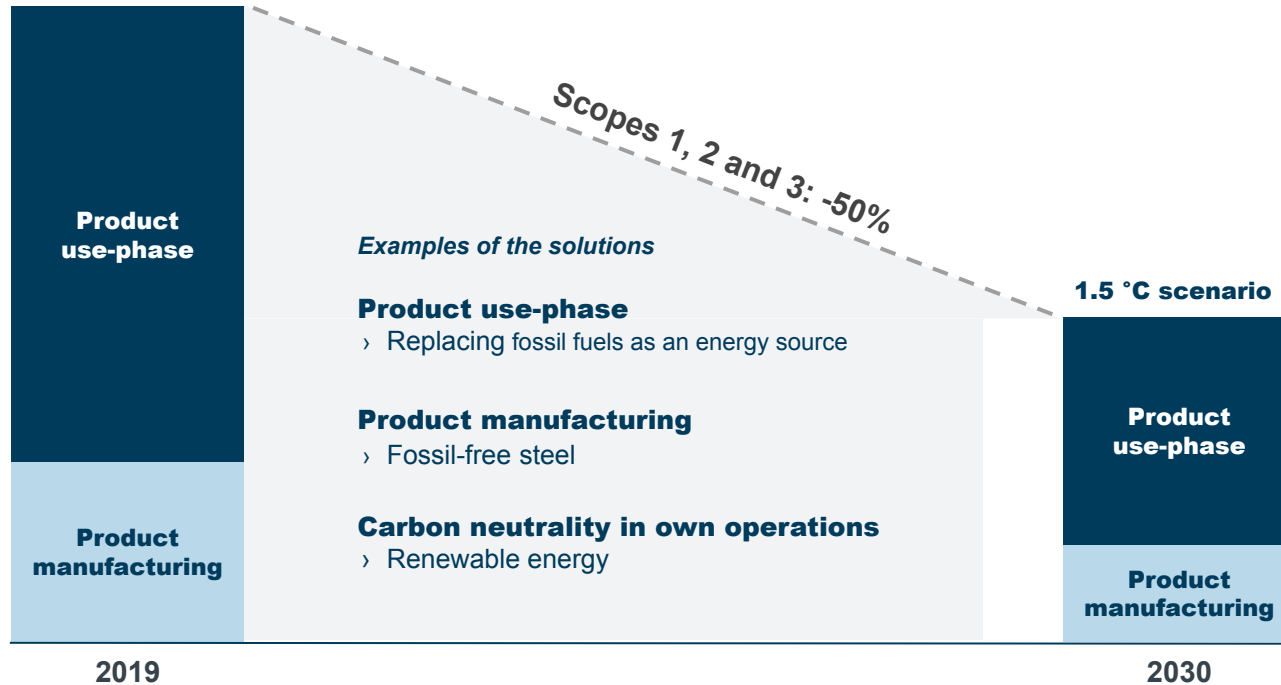 Product
use-phase
Product
manufacturing
2019
Scopes 1, 2 and 3: -50%
Examples of the solutions
Product use-phase
› Replacing fossil fuels as an energy source
Product manufacturing
› Fossil-free steel
Carbon neutrality in own operations
› Renewable energy
1.5 °C scenario
Product
use-phase
Product
manufacturing
2030